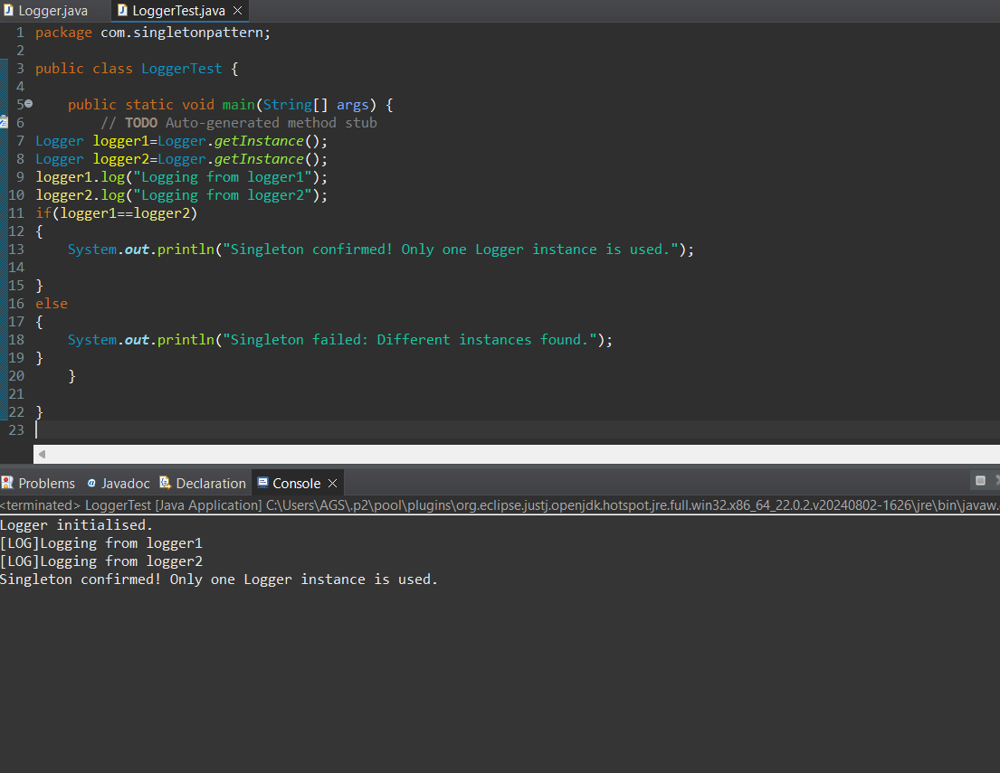 Logger.java LoggerTest.java
1 package com.singletonpattern;
2
3 public class LoggerTest {
4
5 public static void main(String[] args) {
6 // TODO Auto-generated method stub
7 Logger logger1=Logger.getInstance();
8 Logger logger2=Logger.getInstance();
9 logger1.log("Logging from logger1");
10 logger2.log("Logging from logger2");
11 if(logger1==logger2)
12 {
13 System.out.println("Singleton confirmed! Only one Logger instance is used.");
14
15 }
16 else
17 {
18 System.out.println("Singleton failed: Different instances found.");
19 }
20 }
21
22 }
23
Problems Javadoc Declaration Console
<terminated> LoggerTest [Java Application] C:\Users\AGS\.p2\pool\plugins\org.eclipse.justj.openjdk.hotspot.jre.full.win32.x86_64_22.0.2.v20240802-1626\jre\bin\javaw.
Logger initialised.
[LOG]Logging from logger1
[LOG]Logging from logger2
Singleton confirmed! Only one Logger instance is used.